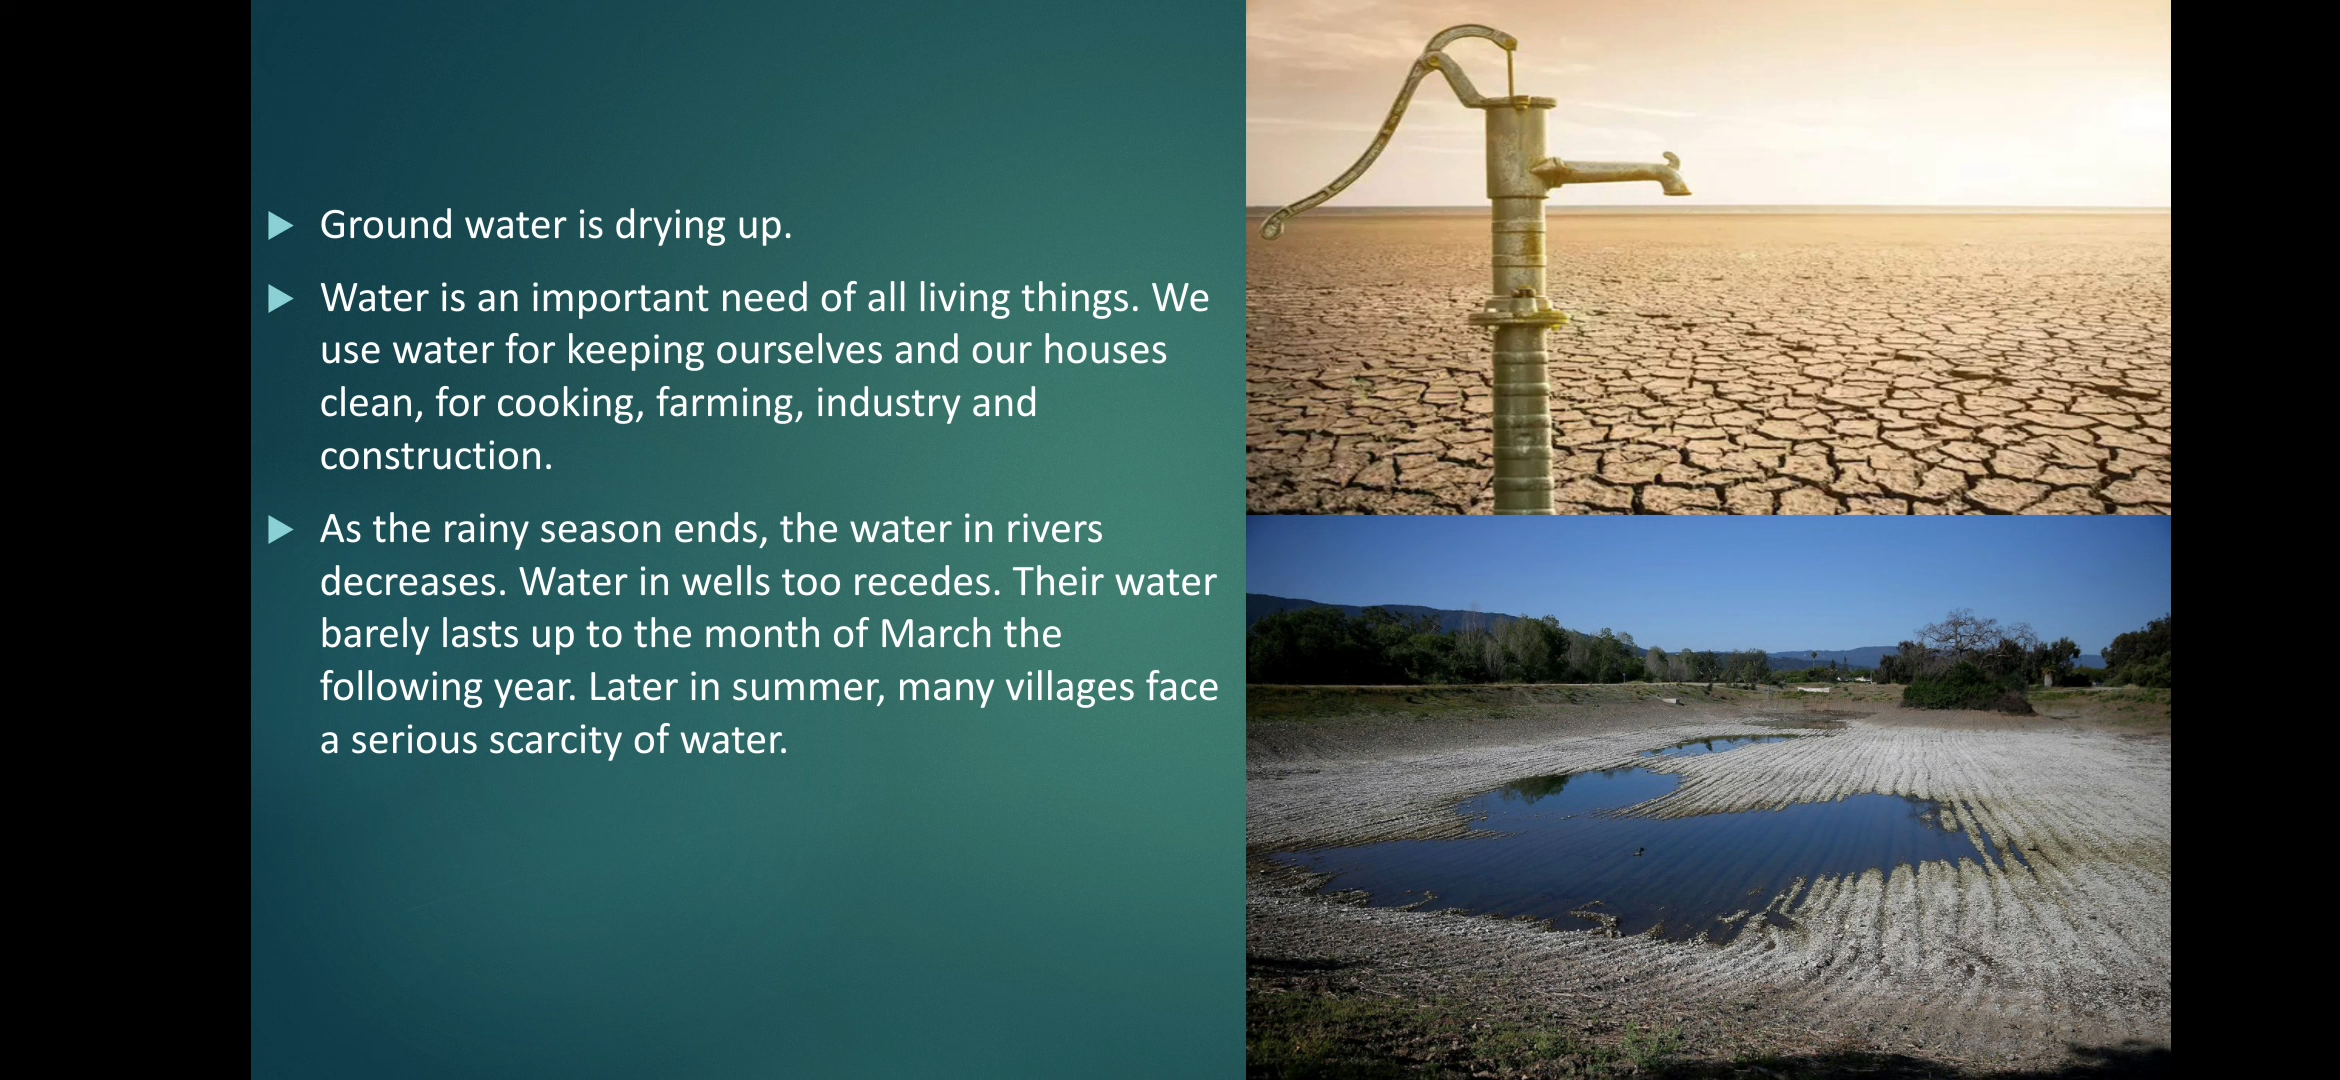 Ground water is drying up.
Water is an important need of all living things. We
use water for keeping ourselves and our houses
clean, for cooking, farming, industry and
construction.
As the rainy season ends, the water in rivers
decreases. Water in wells too recedes. Their water
barely lasts up to the month of March the
following year. Later in summer, many villages face
a serious scarcity of water.